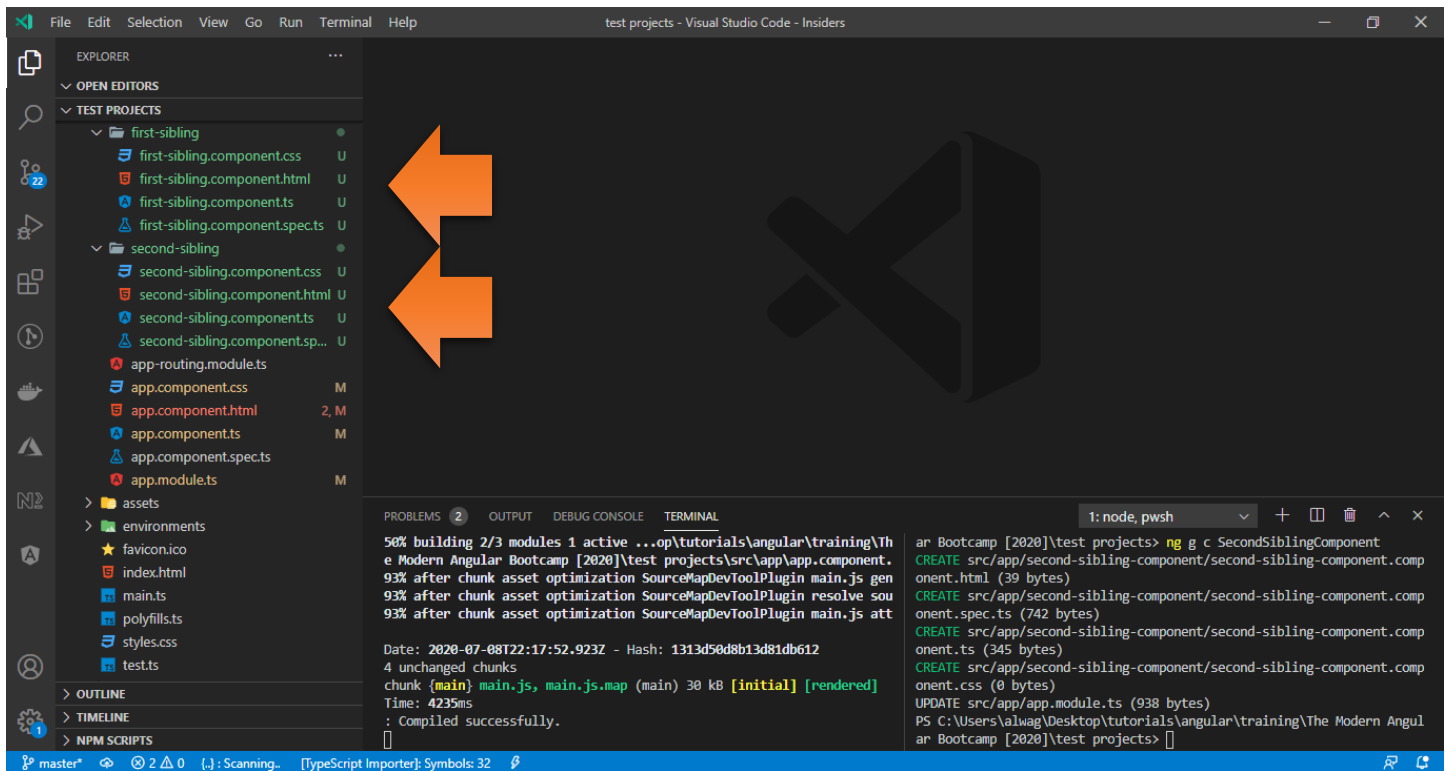 File Edit Selection View Go Run Terminal Help test projects - Visual Studio Code - Insiders
EXPLORER
OPEN EDITORS
TEST PROJECTS
first-sibling
first-sibling.component.css U
first-sibling.component.html U
first-sibling.component.ts U
first-sibling.component.spec.ts U
second-sibling
second-sibling.component.css U
second-sibling.component.html U
second-sibling.component.ts U
second-sibling.component.sp... U
app-routing.module.ts
app.component.css M
app.component.html 2, M
app.component.ts M
app.component.spec.ts
app.module.ts M
assets
environments
favicon.ico
index.html
main.ts
polyfills.ts
styles.css
test.ts
OUTLINE
TIMELINE
NPM SCRIPTS
22
1
PROBLEMS 2 OUTPUT DEBUG CONSOLE TERMINAL 1: node, pwsh
50% building 2/3 modules 1 active ...op\tutorials\angular\training\Th
e Modern Angular Bootcamp [2020]\test projects\src\app\app.component.
93% after chunk asset optimization SourceMapDevToolPlugin main.js gen
93% after chunk asset optimization SourceMapDevToolPlugin resolve sou
93% after chunk asset optimization SourceMapDevToolPlugin main.js att
Date: 2020-07-08T22:17:52.923Z - Hash: 1313d50d8b13d81db612
4 unchanged chunks
chunk {main} main.js, main.js.map (main) 30 kB [initial] [rendered]
Time: 4235ms
: Compiled successfully.
ar Bootcamp [2020]\test projects> ng g c SecondSiblingComponent
CREATE src/app/second-sibling-component/second-sibling-component.comp
onent.html (39 bytes)
CREATE src/app/second-sibling-component/second-sibling-component.comp
onent.spec.ts (742 bytes)
CREATE src/app/second-sibling-component/second-sibling-component.comp
onent.ts (345 bytes)
CREATE src/app/second-sibling-component/second-sibling-component.comp
onent.css (0 bytes)
UPDATE src/app/app.module.ts (938 bytes)
PS C:\Users\alwag\Desktop\tutorials\angular\training\The Modern Angul
ar Bootcamp [2020]\test projects>
master* 2 0 {..} : Scanning.. [TypeScript Importer]: Symbols: 32